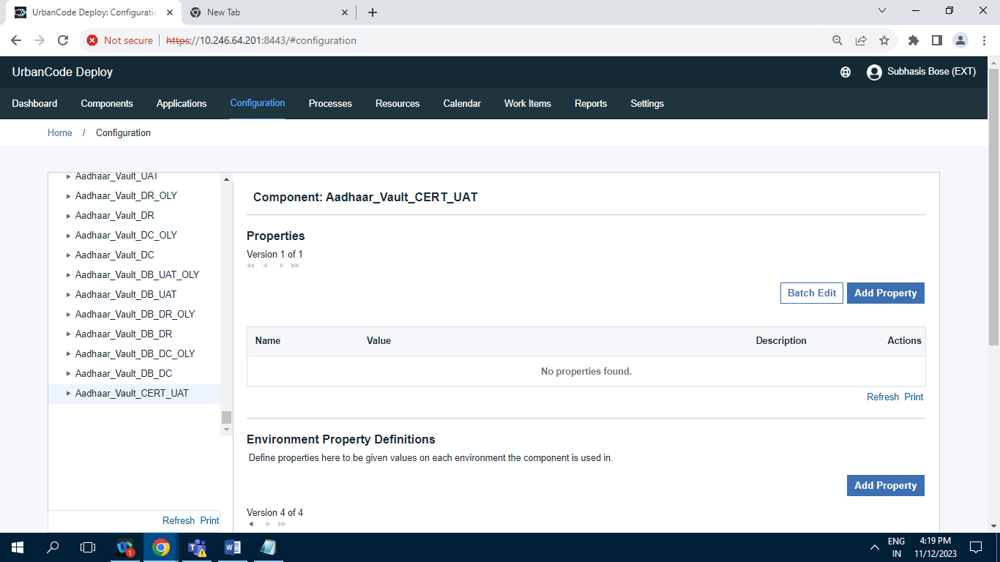 UrbanCode Deploy: Configuratic
New Tab
Not secure https://10.246.64.201:8443/#configuration
UrbanCode Deploy
Subhasis Bose (EXT)
Dashboard Components Applications Configuration Processes Resources Calendar Work Items Reports Settings
Home / Configuration
Aadhaar_Vault_UAT
Aadhaar_Vault_DR_OLY
Aadhaar_Vault_DR
Aadhaar_Vault_DC_OLY
Aadhaar_Vault_DC
Aadhaar_Vault_DB_UAT_OLY
Aadhaar_Vault_DB_UAT
Aadhaar_Vault_DB_DR_OLY
Aadhaar_Vault_DB_DR
Aadhaar_Vault_DB_DC_OLY
Aadhaar_Vault_DB_DC
Aadhaar_Vault_CERT_UAT
Refresh Print
Component: Aadhaar_Vault_CERT_UAT
Properties
Version 1 of 1
Batch Edit Add Property
Name Value Description Actions
No properties found.
Refresh Print
Environment Property Definitions
Define properties here to be given values on each environment the component is used in.
Add Property
Version 4 of 4
1
ENG
IN
4:19 PM
11/12/2023